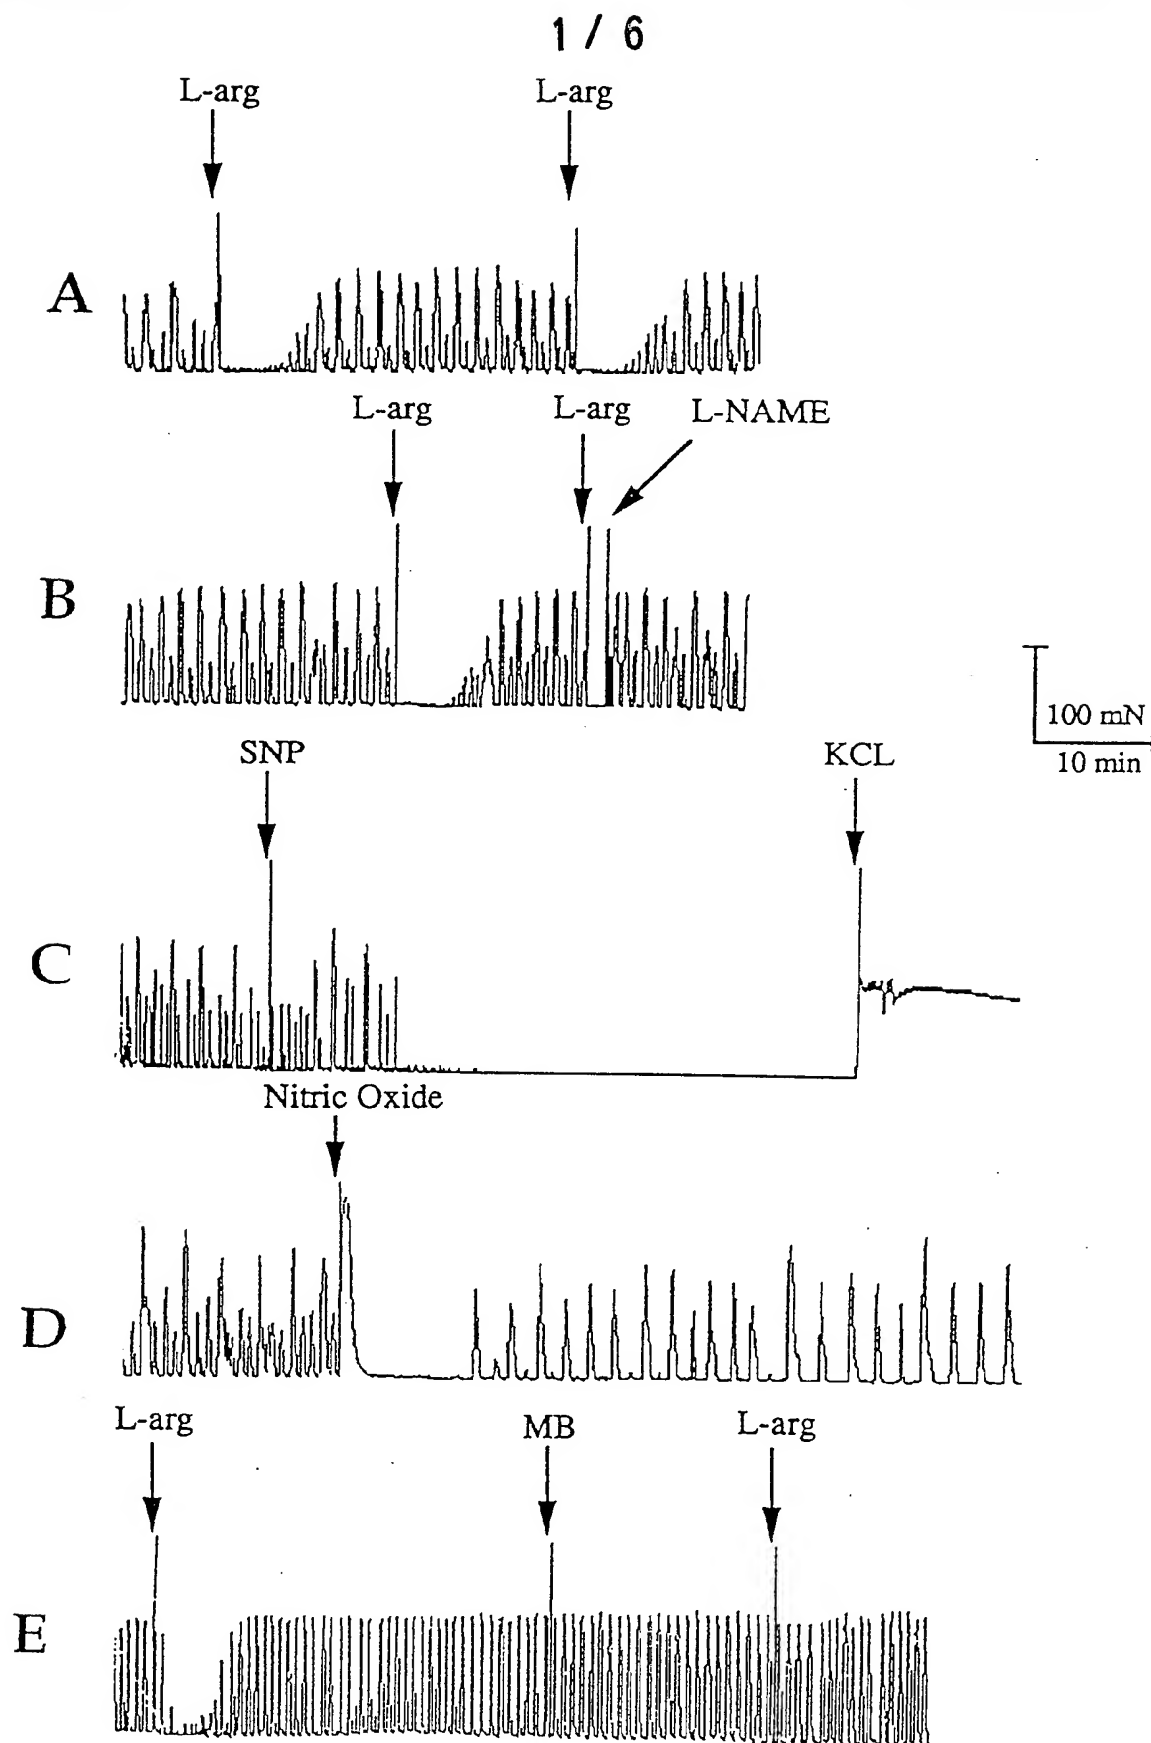 1 / 6
L-arg L-arg
A
L-arg L-arg L-NAME
B
100 mN
10 min
SNP KCL
C
Nitric Oxide
D
L-arg MB L-arg
E